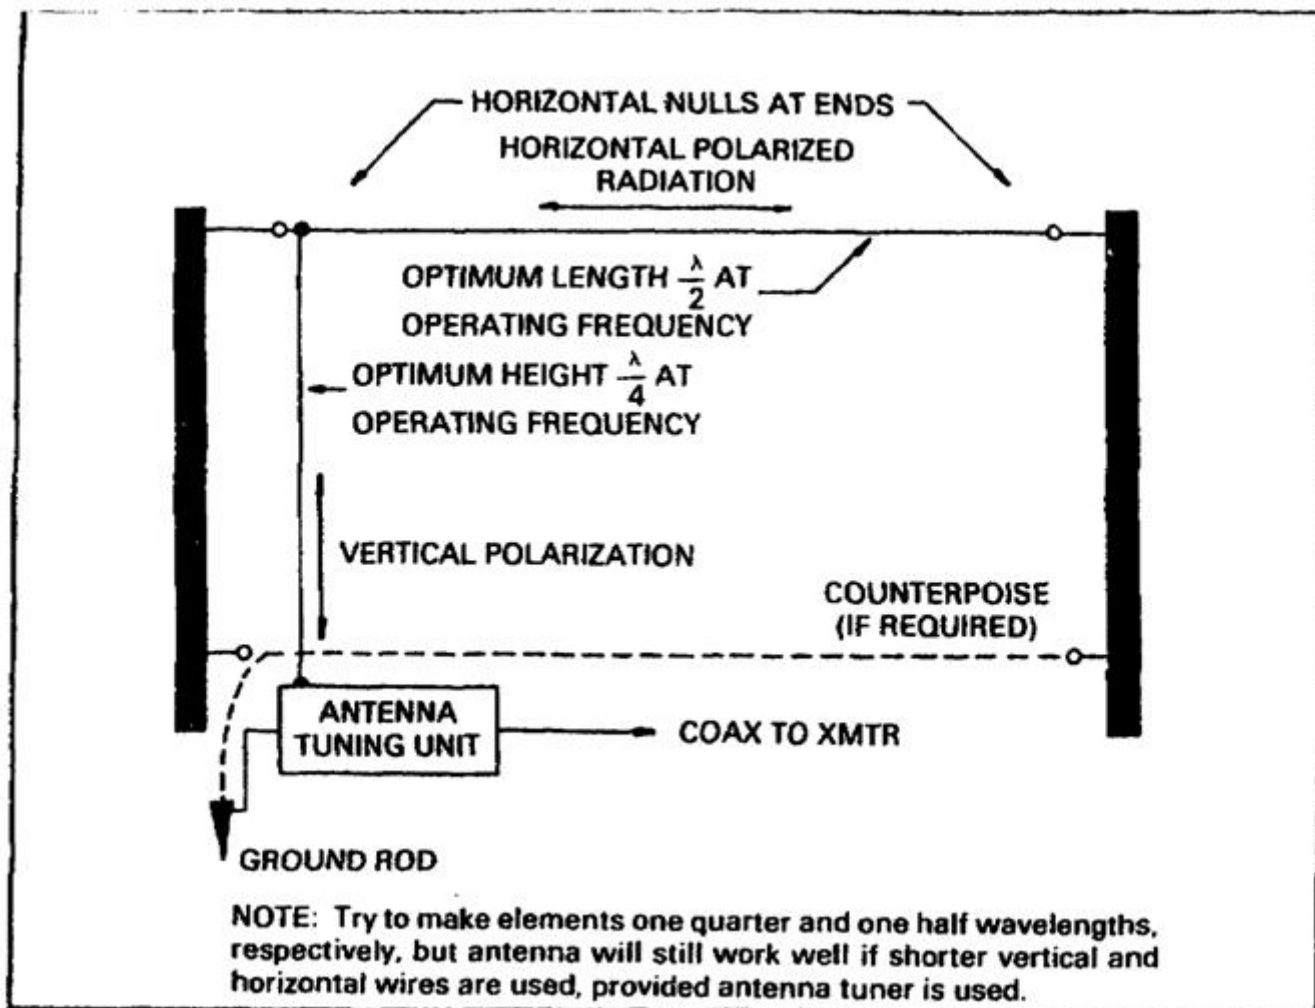 HORIZONTAL NULLS AT ENDS
HORIZONTAL POLARIZED
RADIATION
OPTIMUM LENGTH λ/2 AT
OPERATING FREQUENCY
OPTIMUM HEIGHT λ/4 AT
OPERATING FREQUENCY
VERTICAL POLARIZATION
COUNTERPOISE
(IF REQUIRED)
ANTENNA
TUNING UNIT
COAX TO XMTR
GROUND ROD
NOTE: Try to make elements one quarter and one half wavelengths,
respectively, but antenna will still work well if shorter vertical and
horizontal wires are used, provided antenna tuner is used.